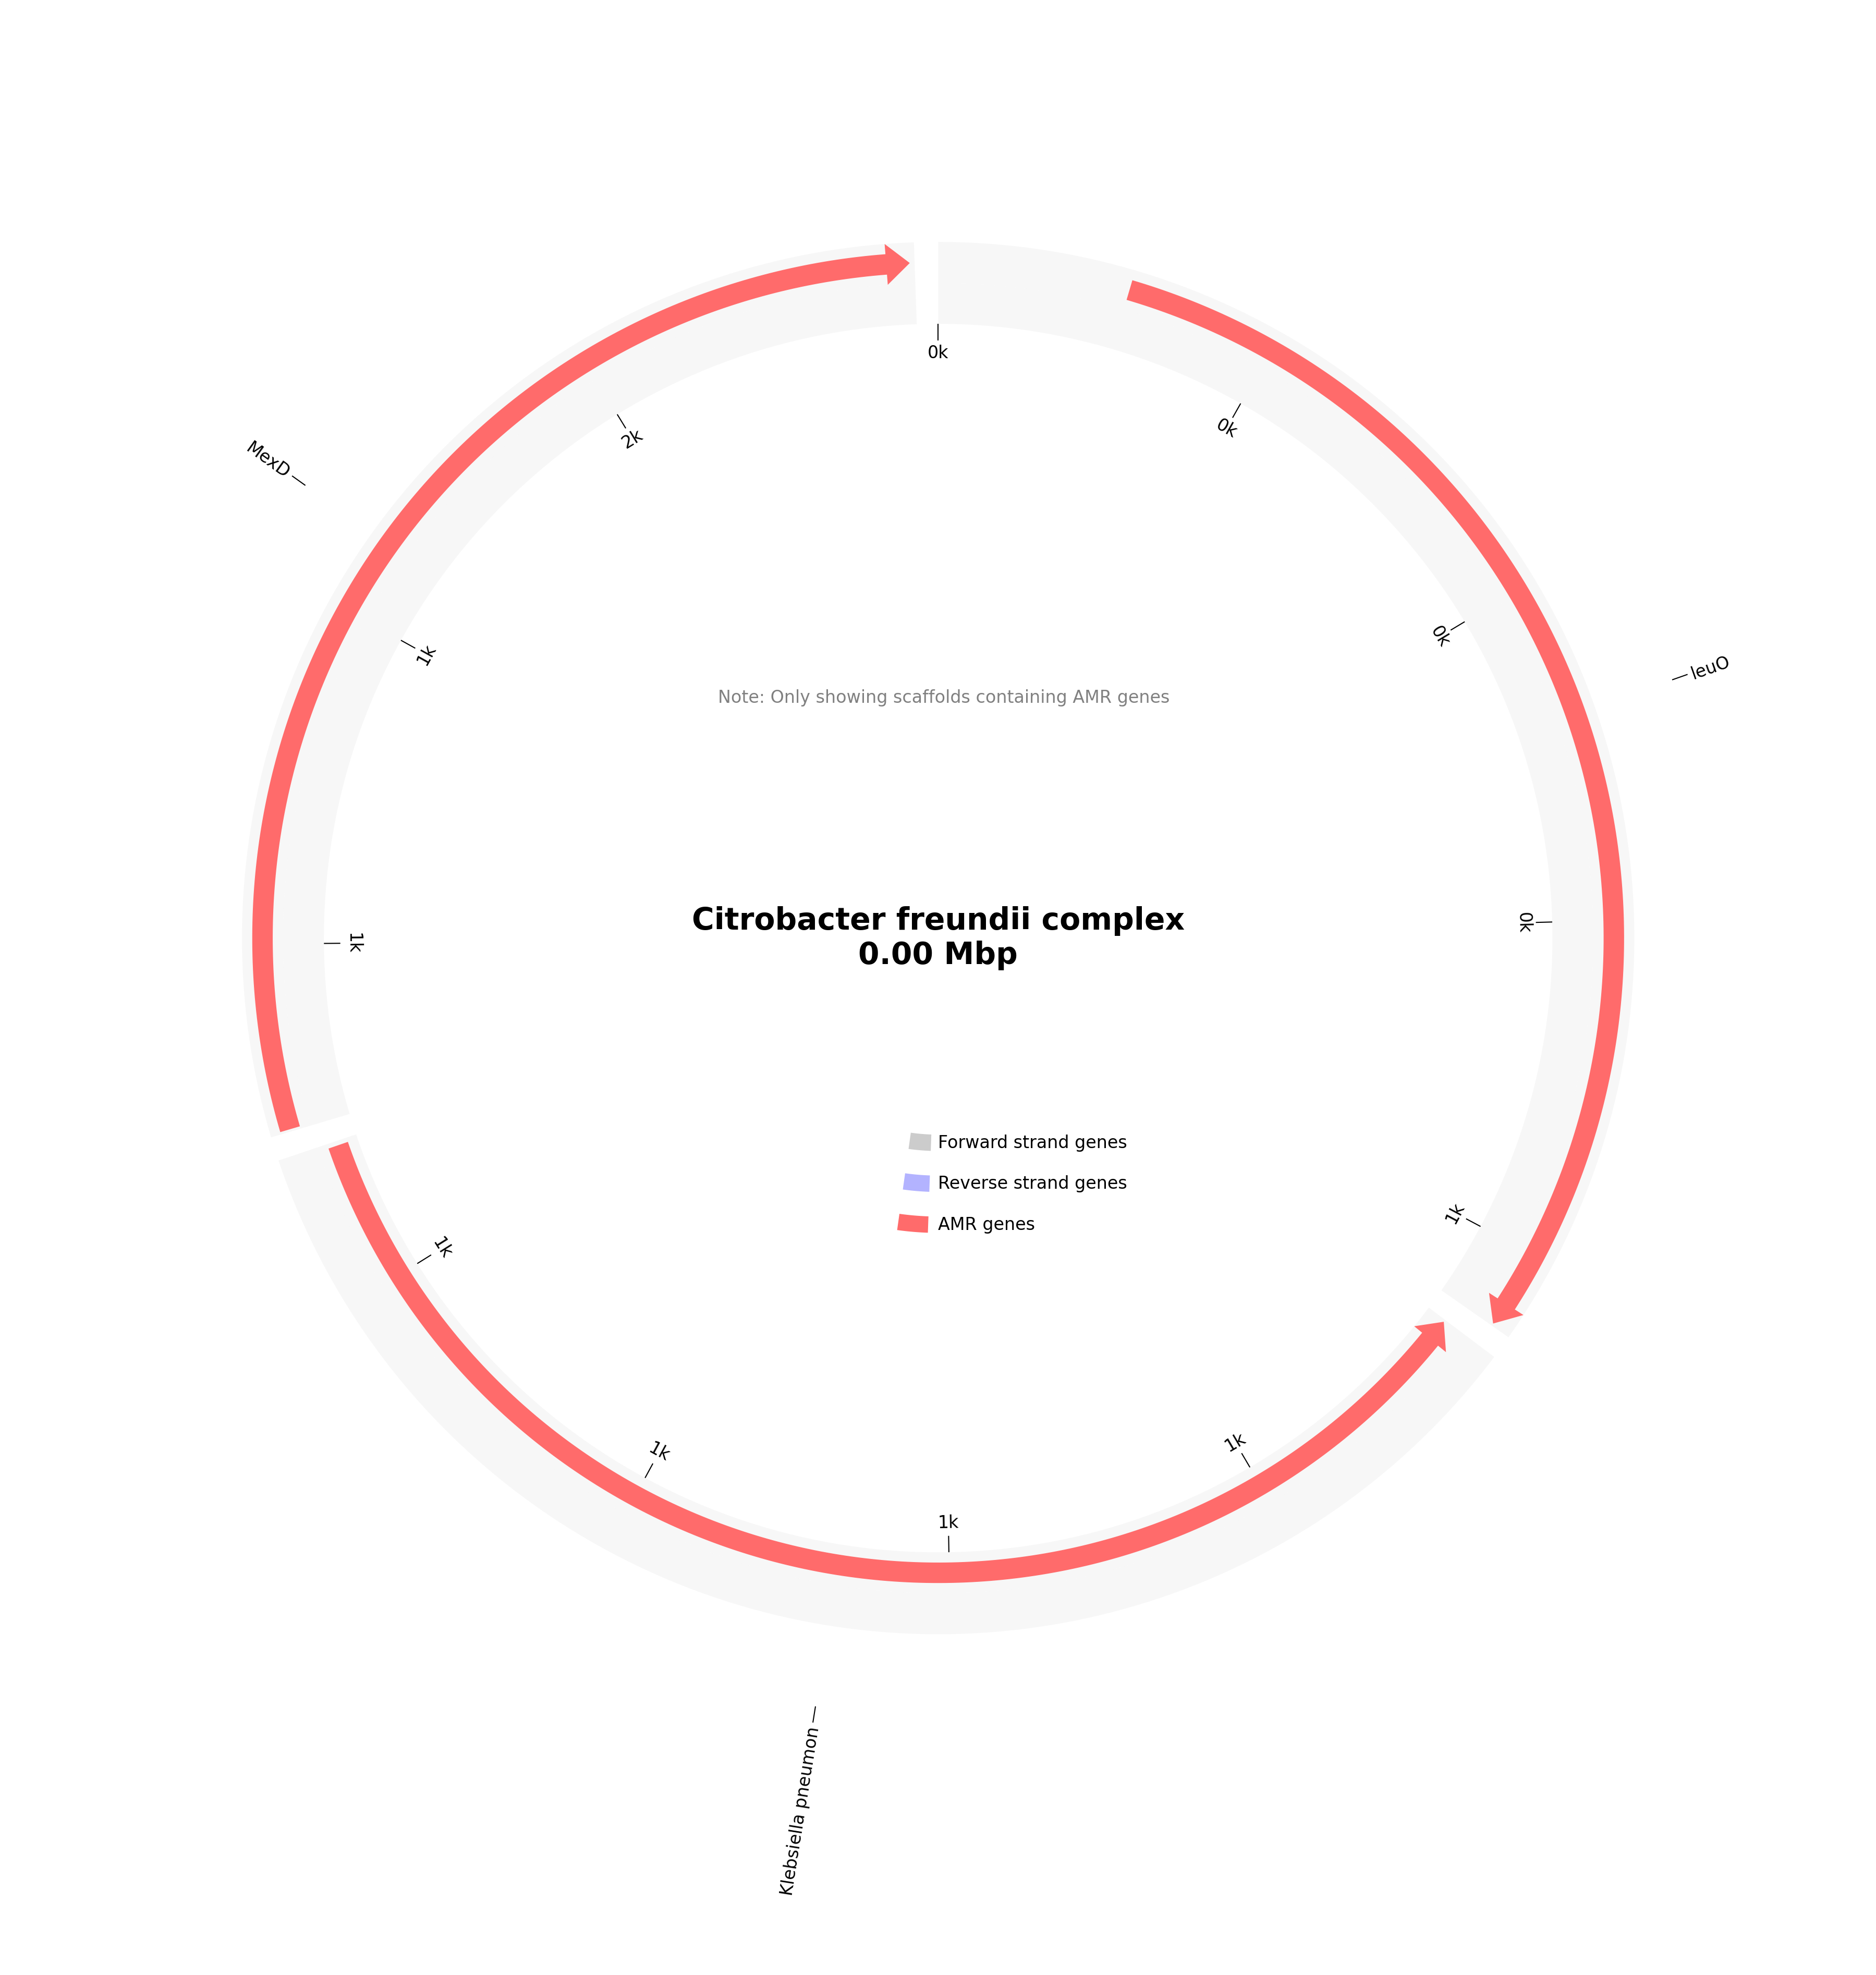 0k
0k
2k
MexD
0k
1k
leuO
Note: Only showing scaffolds containing AMR genes
Citrobacter freundii complex
0.00 Mbp
0k
1k
Forward strand genes
Reverse strand genes
AMR genes
1k
1k
1k
1k
1k
Klebsiella pneumon